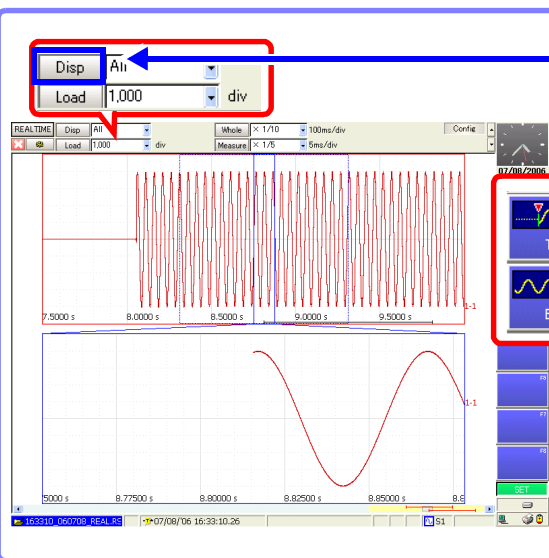 Disp All
Load 1,000 div
REALTIME Disp All Whole × 1/10 100ms/div Config
Load 1,000 div Measure × 1/5 5ms/div
07/08/2006
T
1-1
7.5000 s 8.0000 s 8.5000 s 9.0000 s 9.5000 s
E
F6
1-1
F7
F8
5000 s 8.77500 s 8.80000 s 8.82500 s 8.85000 s 8.8
SET
163310_060708_REAL.RS 07/08/'06 16:33:10.26 S1